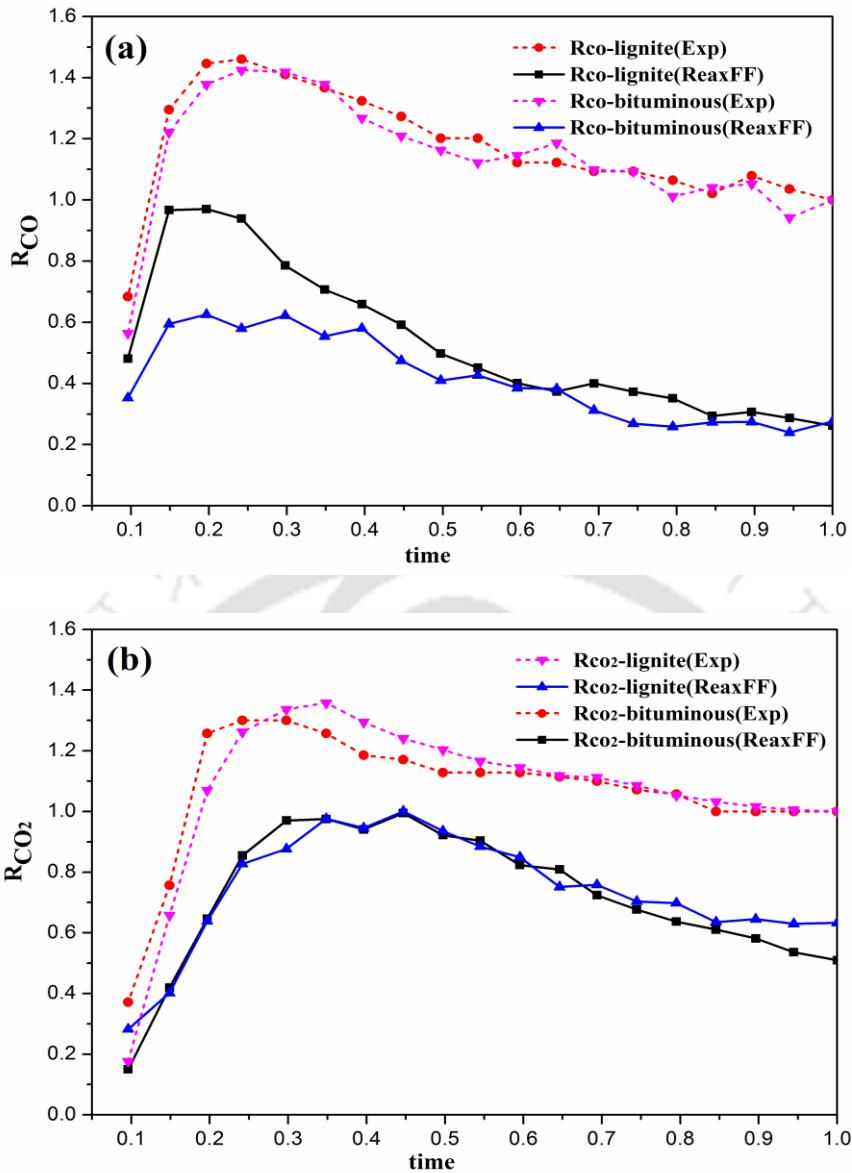 (a)
Rco-lignite(Exp)
Rco-lignite(ReaxFF)
Rco-bituminous(Exp)
Rco-bituminous(ReaxFF)
1.6
1.4
1.2
1.0
0.8
0.6
0.4
0.2
0.0
RCO
0.1 0.2 0.3 0.4 0.5 0.6 0.7 0.8 0.9 1.0
time
(b)
Rco2-lignite(Exp)
Rco2-lignite(ReaxFF)
Rco2-bituminous(Exp)
Rco2-bituminous(ReaxFF)
1.6
1.4
1.2
1.0
0.8
0.6
0.4
0.2
0.0
RCO2
0.1 0.2 0.3 0.4 0.5 0.6 0.7 0.8 0.9 1.0
time